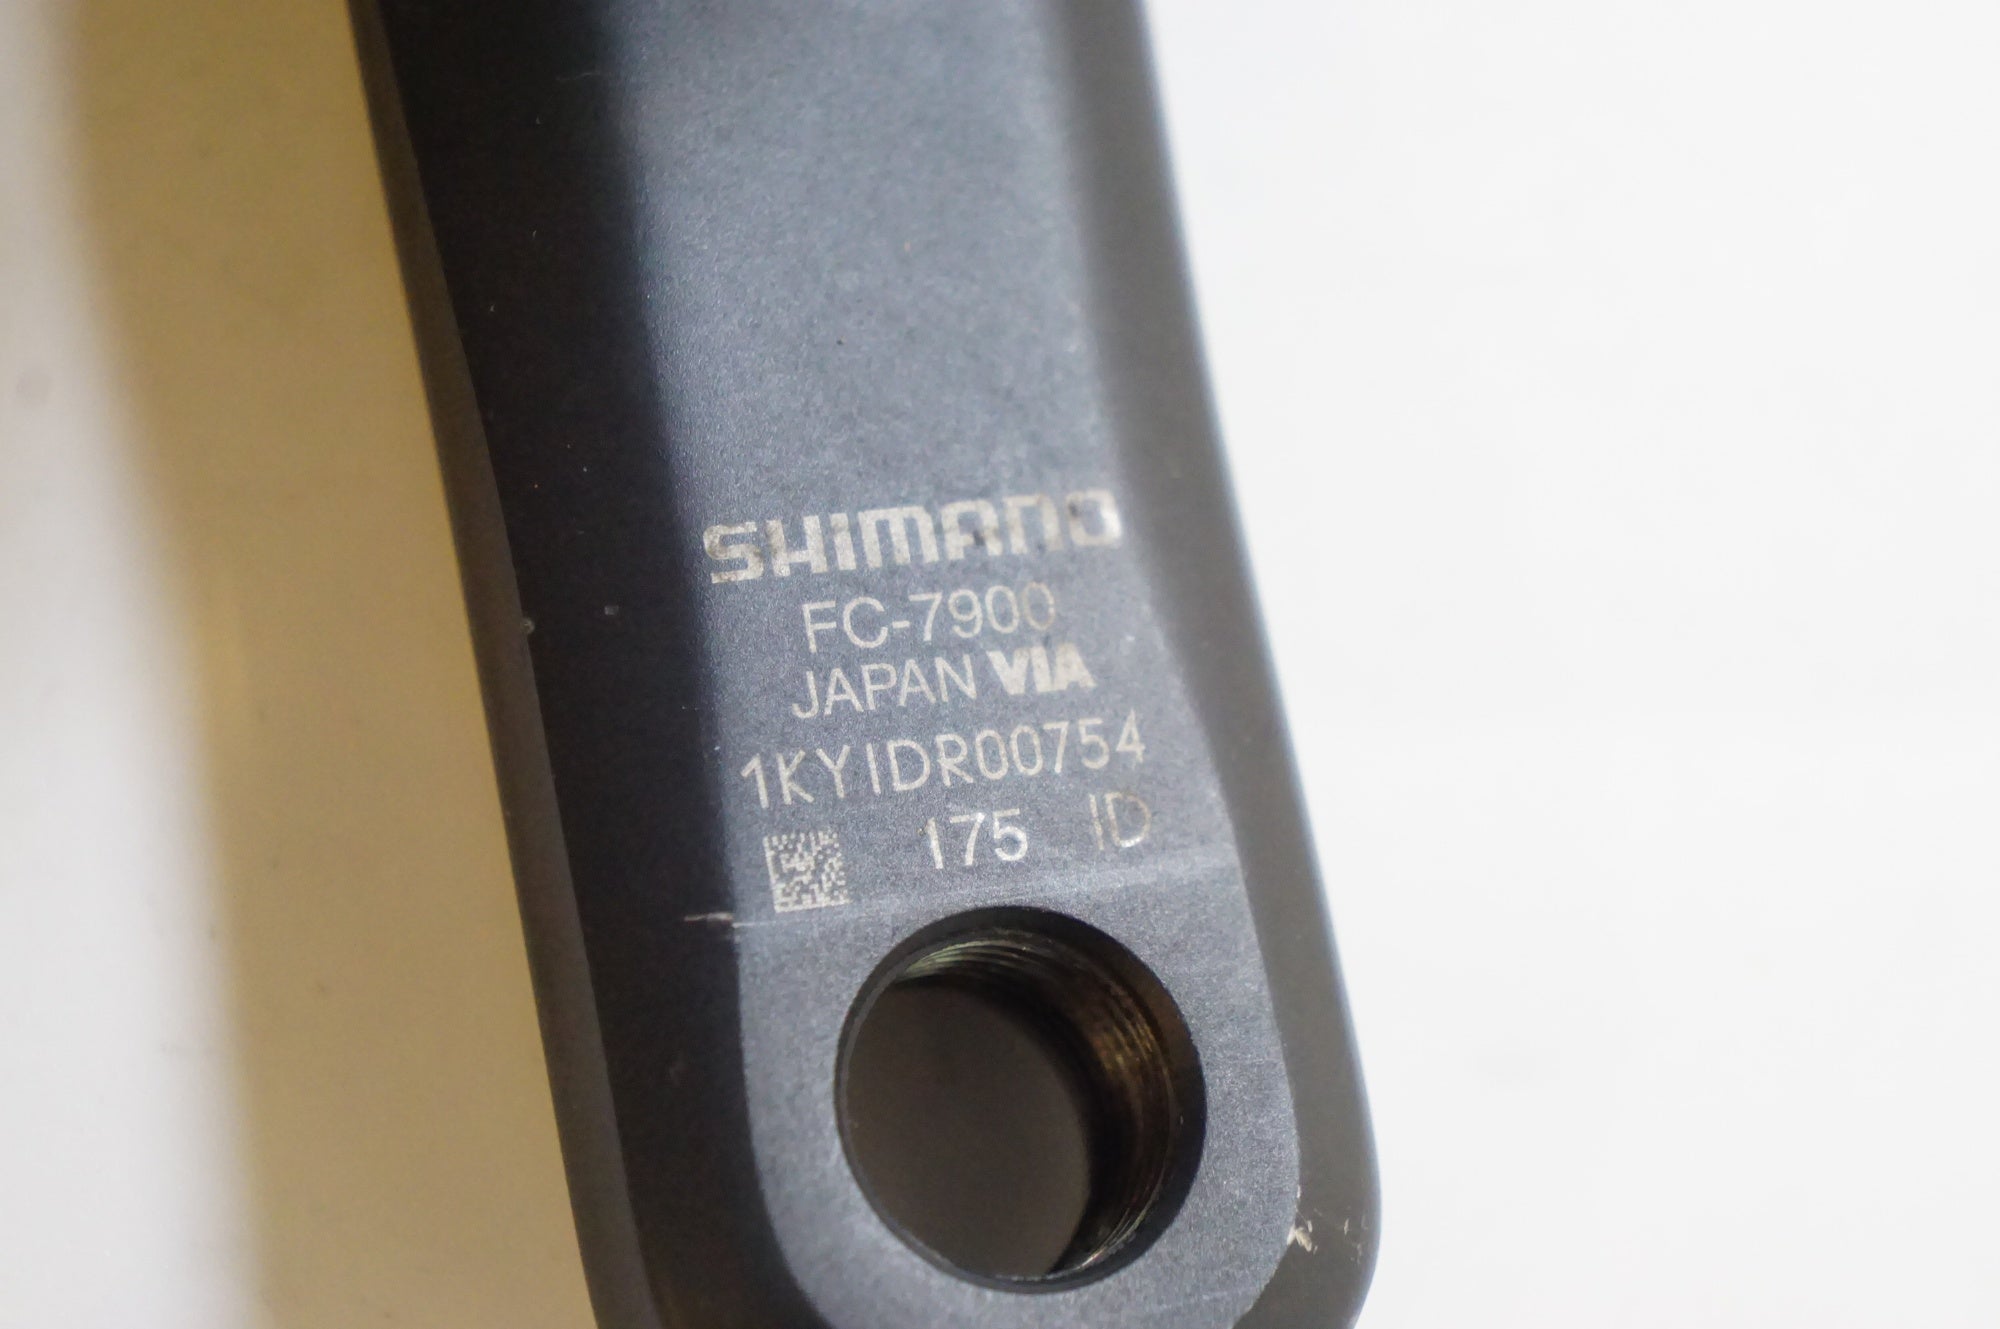 SHIMANO
FC-7900
JAPAN VIA
1KYIDR00754
175 ID